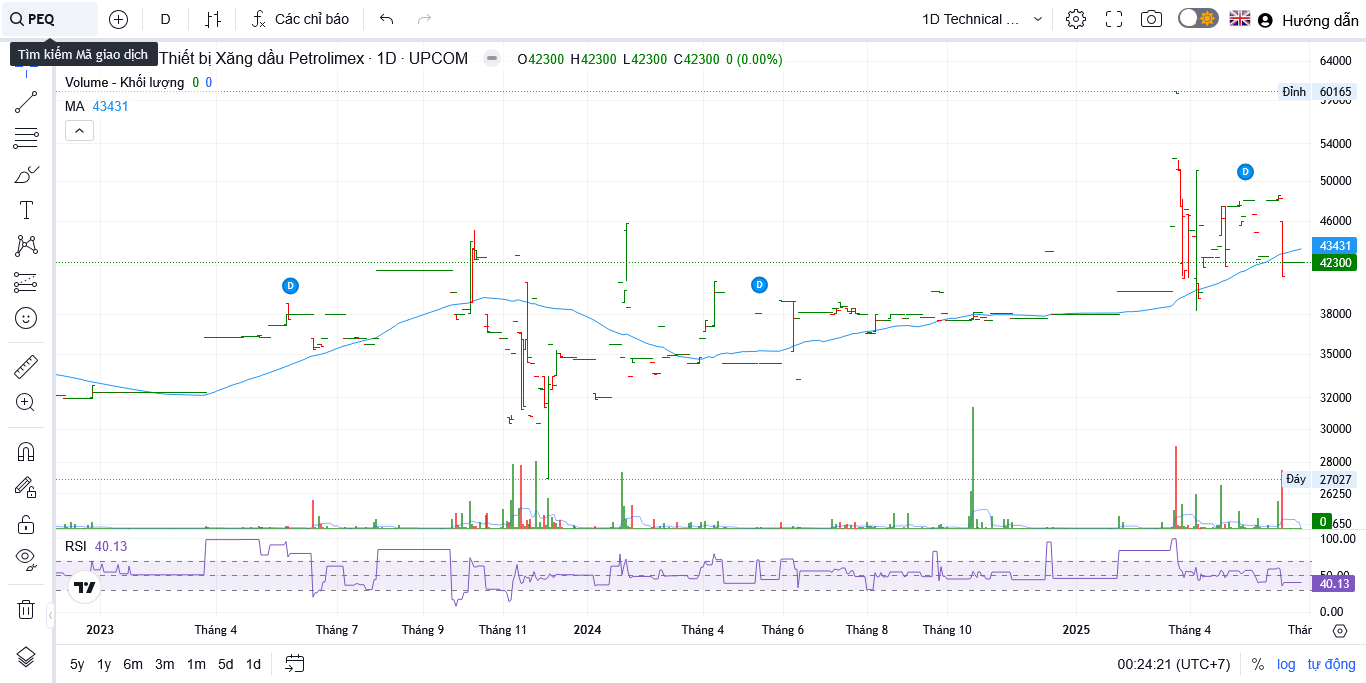 PEQ D Các chỉ báo 1D Technical ... Hướng dẫn
Tìm kiếm Mã giao dịch
Thiết bị Xăng dầu Petrolimex · 1D · UPCOM O42300 H42300 L42300 C42300 0 (0.00%)
Volume - Khối lượng 0 0
MA 43431
64000
Đỉnh 60165
59000
54000
50000
46000
43431
42300
38000
35000
32000
30000
28000
Đáy 27027
26250
0
650
D
D
D
RSI 40.13
100.00
50.00
40.13
0.00
2023 Tháng 4 Tháng 7 Tháng 9 Tháng 11 2024 Tháng 4 Tháng 6 Tháng 8 Tháng 10 2025 Tháng 4 Thár
5y 1y 6m 3m 1m 5d 1d 00:24:21 (UTC+7) % log tự động